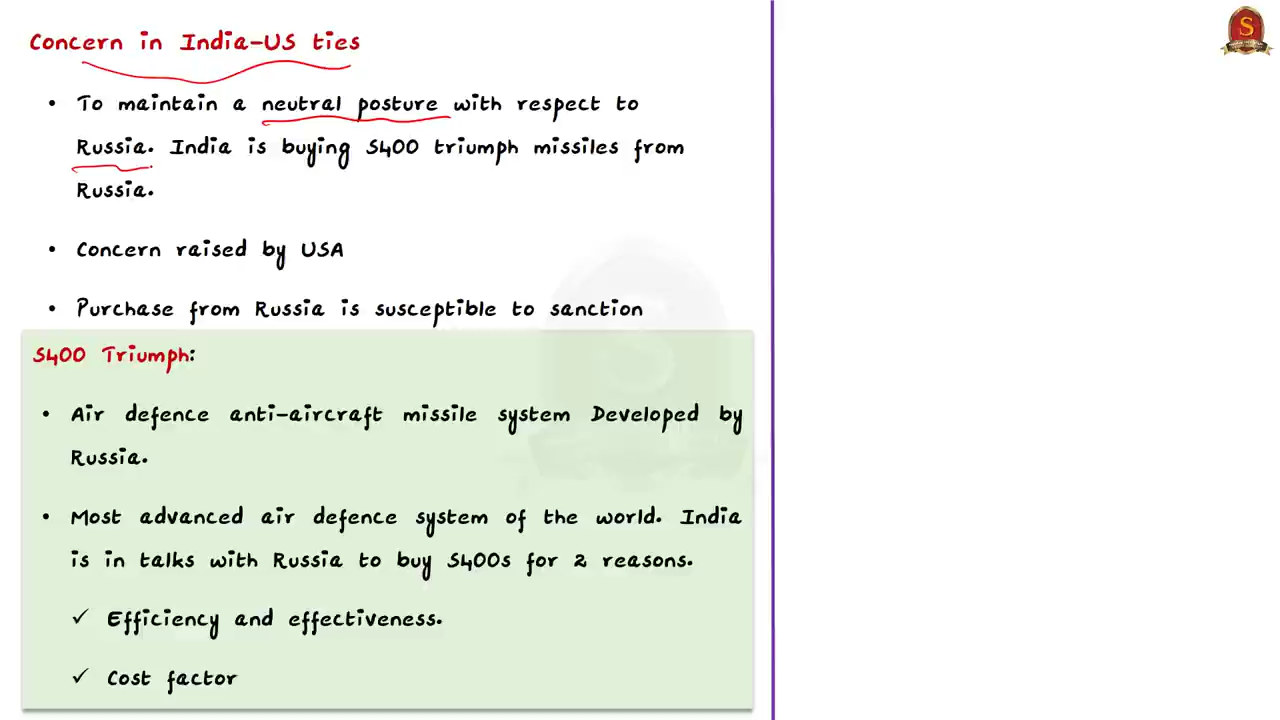 Concern in India-US ties
• To maintain a neutral posture with respect to
Russia. India is buying S400 triumph missiles from
Russia.
• Concern raised by USA
• Purchase from Russia is susceptible to sanction
S400 Triumph:
• Air defence anti-aircraft missile system Developed by
Russia.
• Most advanced air defence system of the world. India
is in talks with Russia to buy S400s for 2 reasons.
✓ Efficiency and effectiveness.
✓ Cost factor
S